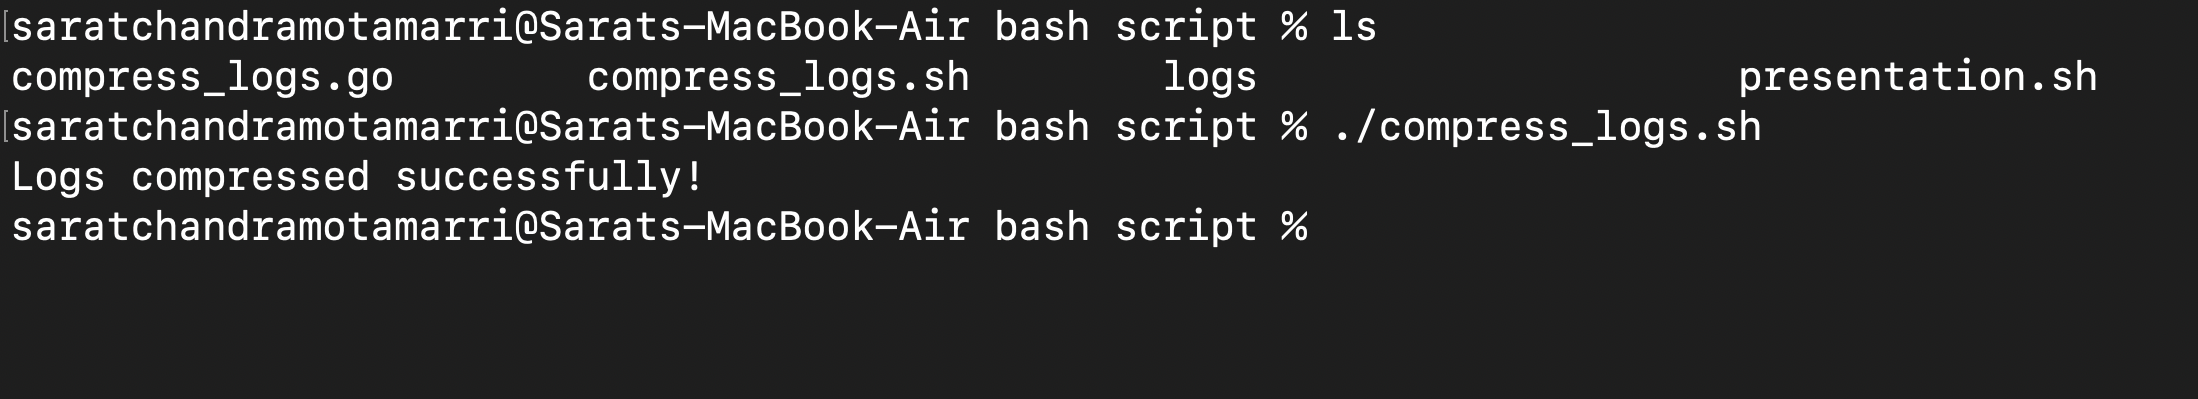 saratchandramotamarri@Sarats-MacBook-Air bash script % ls
compress_logs.go        compress_logs.sh        logs                    presentation.sh
saratchandramotamarri@Sarats-MacBook-Air bash script % ./compress_logs.sh
Logs compressed successfully!
saratchandramotamarri@Sarats-MacBook-Air bash script %